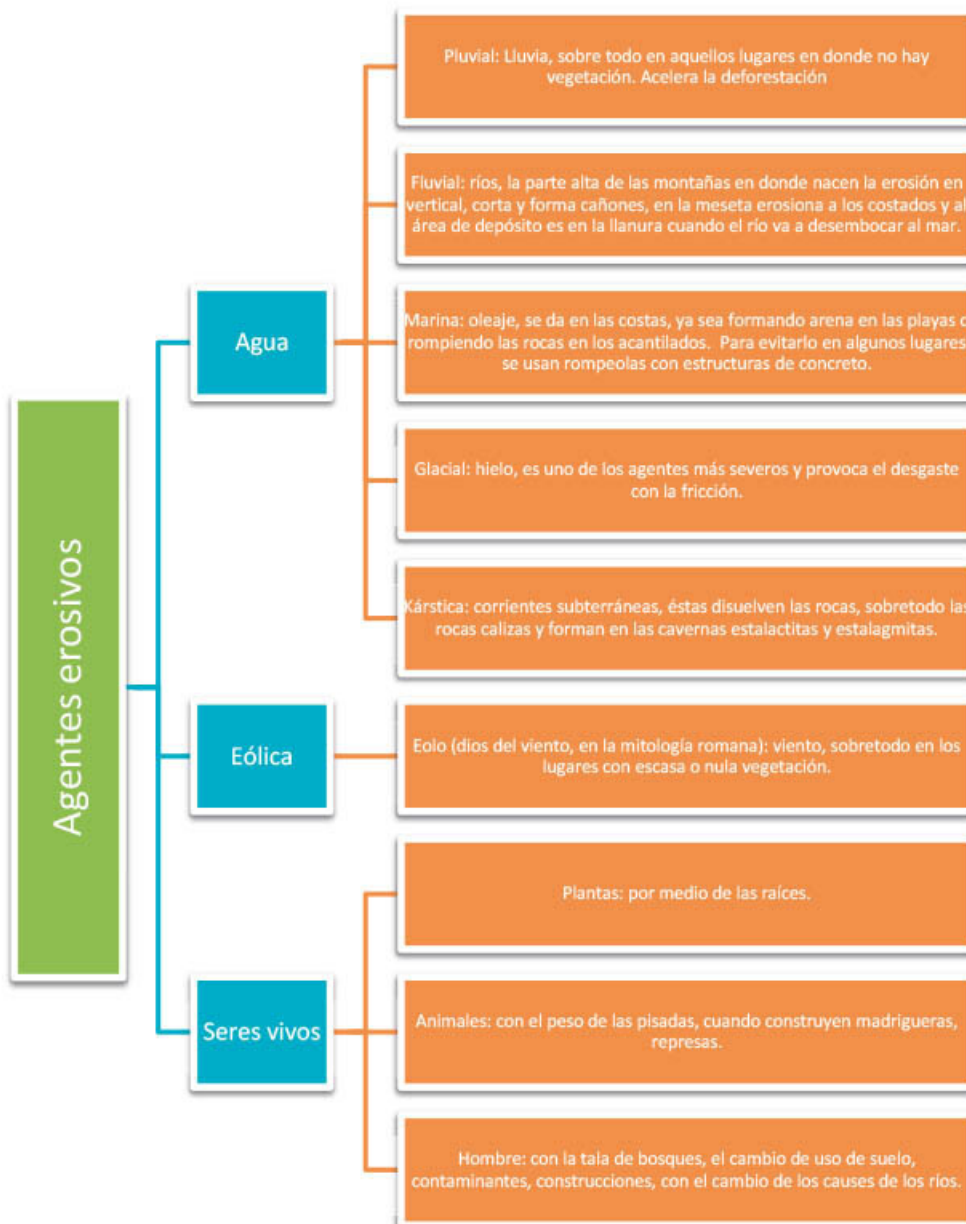 Agentes erosivos
Agua
Pluvial: Lluvia, sobre todo en aquellos lugares en donde no hay
vegetación. Acelera la deforestación
Fluvial: ríos, la parte alta de las montañas en donde nacen la erosión en
vertical, corta y forma cañones, en la meseta erosiona a los costados y al
área de depósito es en la llanura cuando el río va a desembocar al mar.
Marina: oleaje, se da en las costas, ya sea formando arena en las playas o
rompiendo las rocas en los acantilados. Para evitarlo en algunos lugares
se usan rompeolas con estructuras de concreto.
Glacial: hielo, es uno de los agentes más severos y provoca el desgaste
con la fricción.
Kárstica: corrientes subterráneas, éstas disuelven las rocas, sobretodo las
rocas calizas y forman en las cavernas estalactitas y estalagmitas.
Eólica
Eolo (dios del viento, en la mitología romana): viento, sobretodo en los
lugares con escasa o nula vegetación.
Seres vivos
Plantas: por medio de las raíces.
Animales: con el peso de las pisadas, cuando construyen madrigueras,
represas.
Hombre: con la tala de bosques, el cambio de uso de suelo,
contaminantes, construcciones, con el cambio de los causes de los ríos.